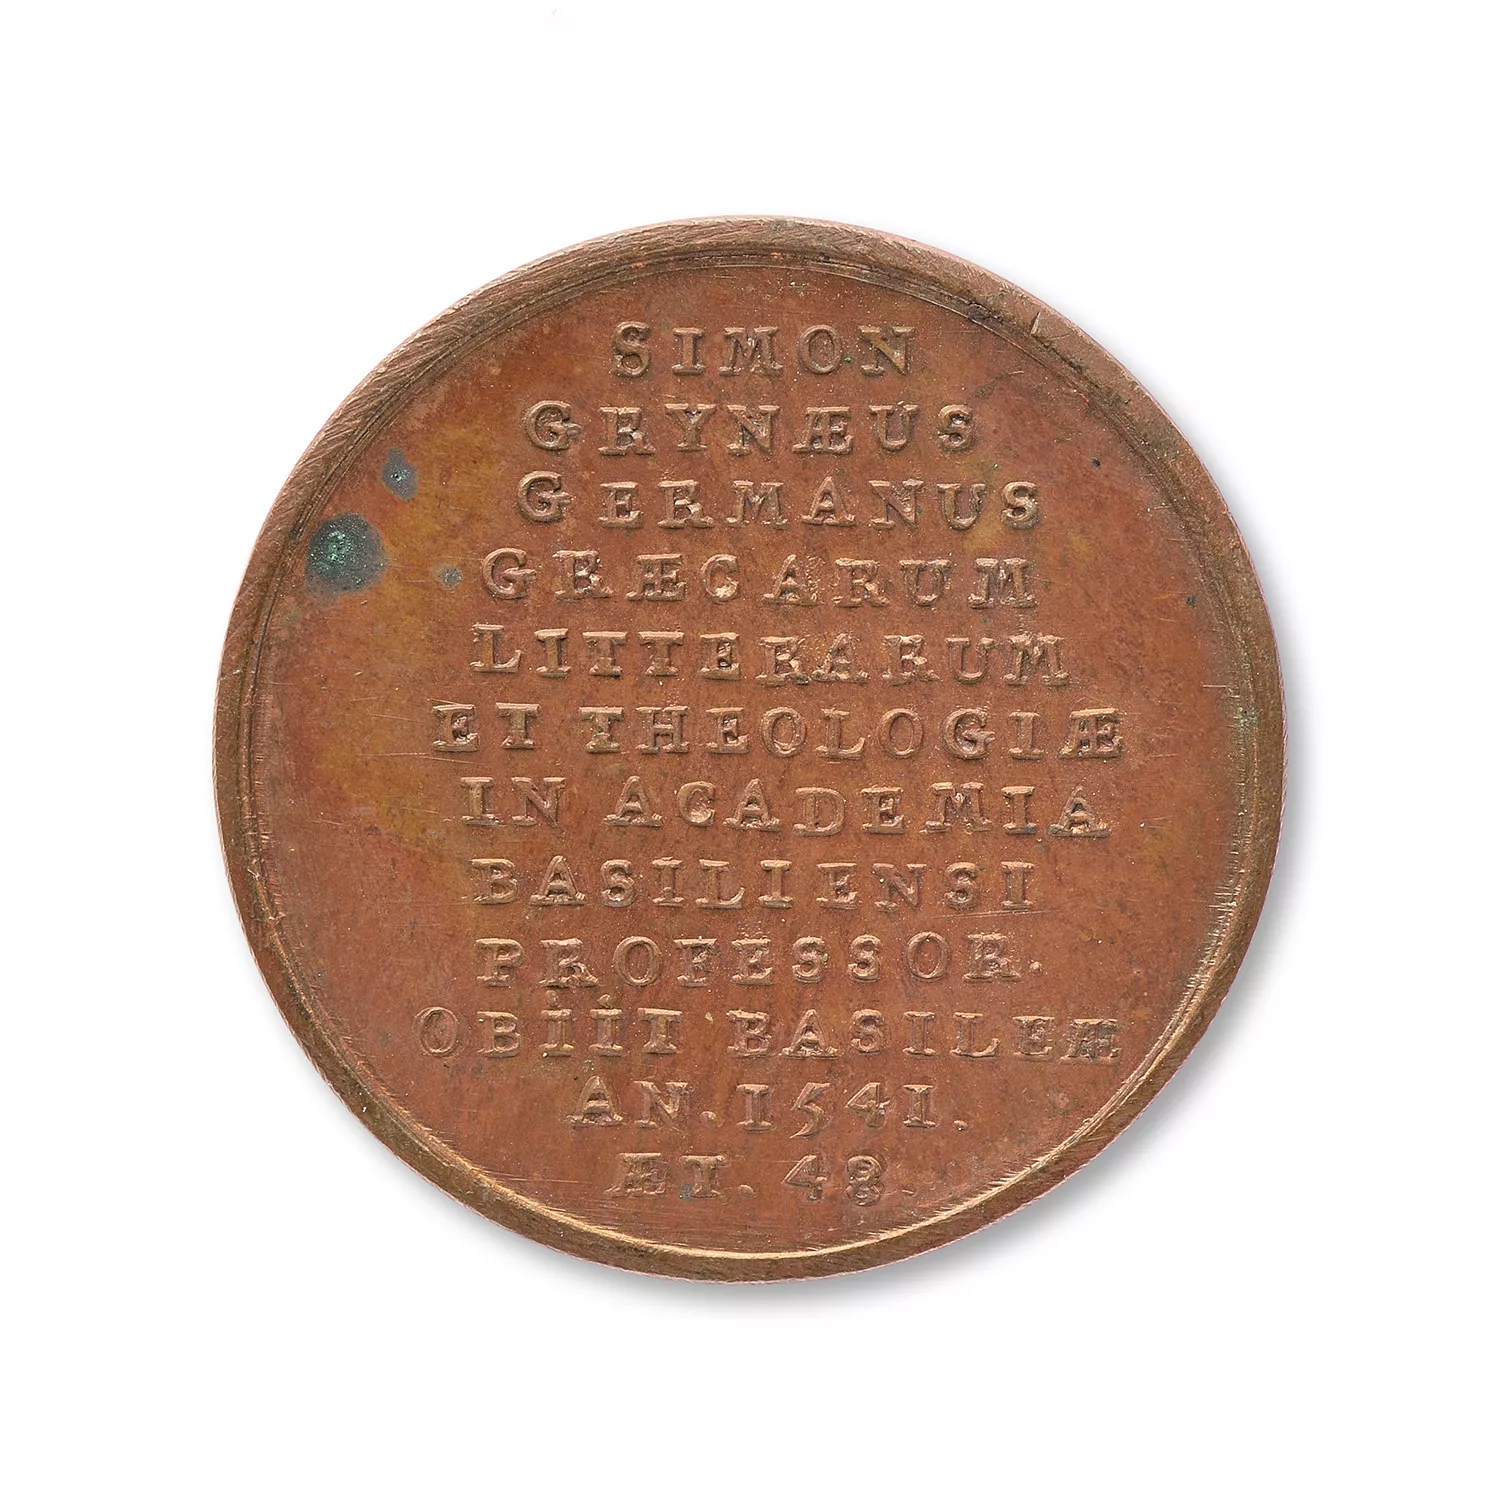 SIMON
GRYNÆUS
GERMANUS
GRÆCARUM
LITTERARUM
ET THEOLOGIÆ
IN ACADEMIA
BASILIENSI
PROFESSOR.
OBIIT BASILEÆ
AN. 1541.
ÆT. 48.